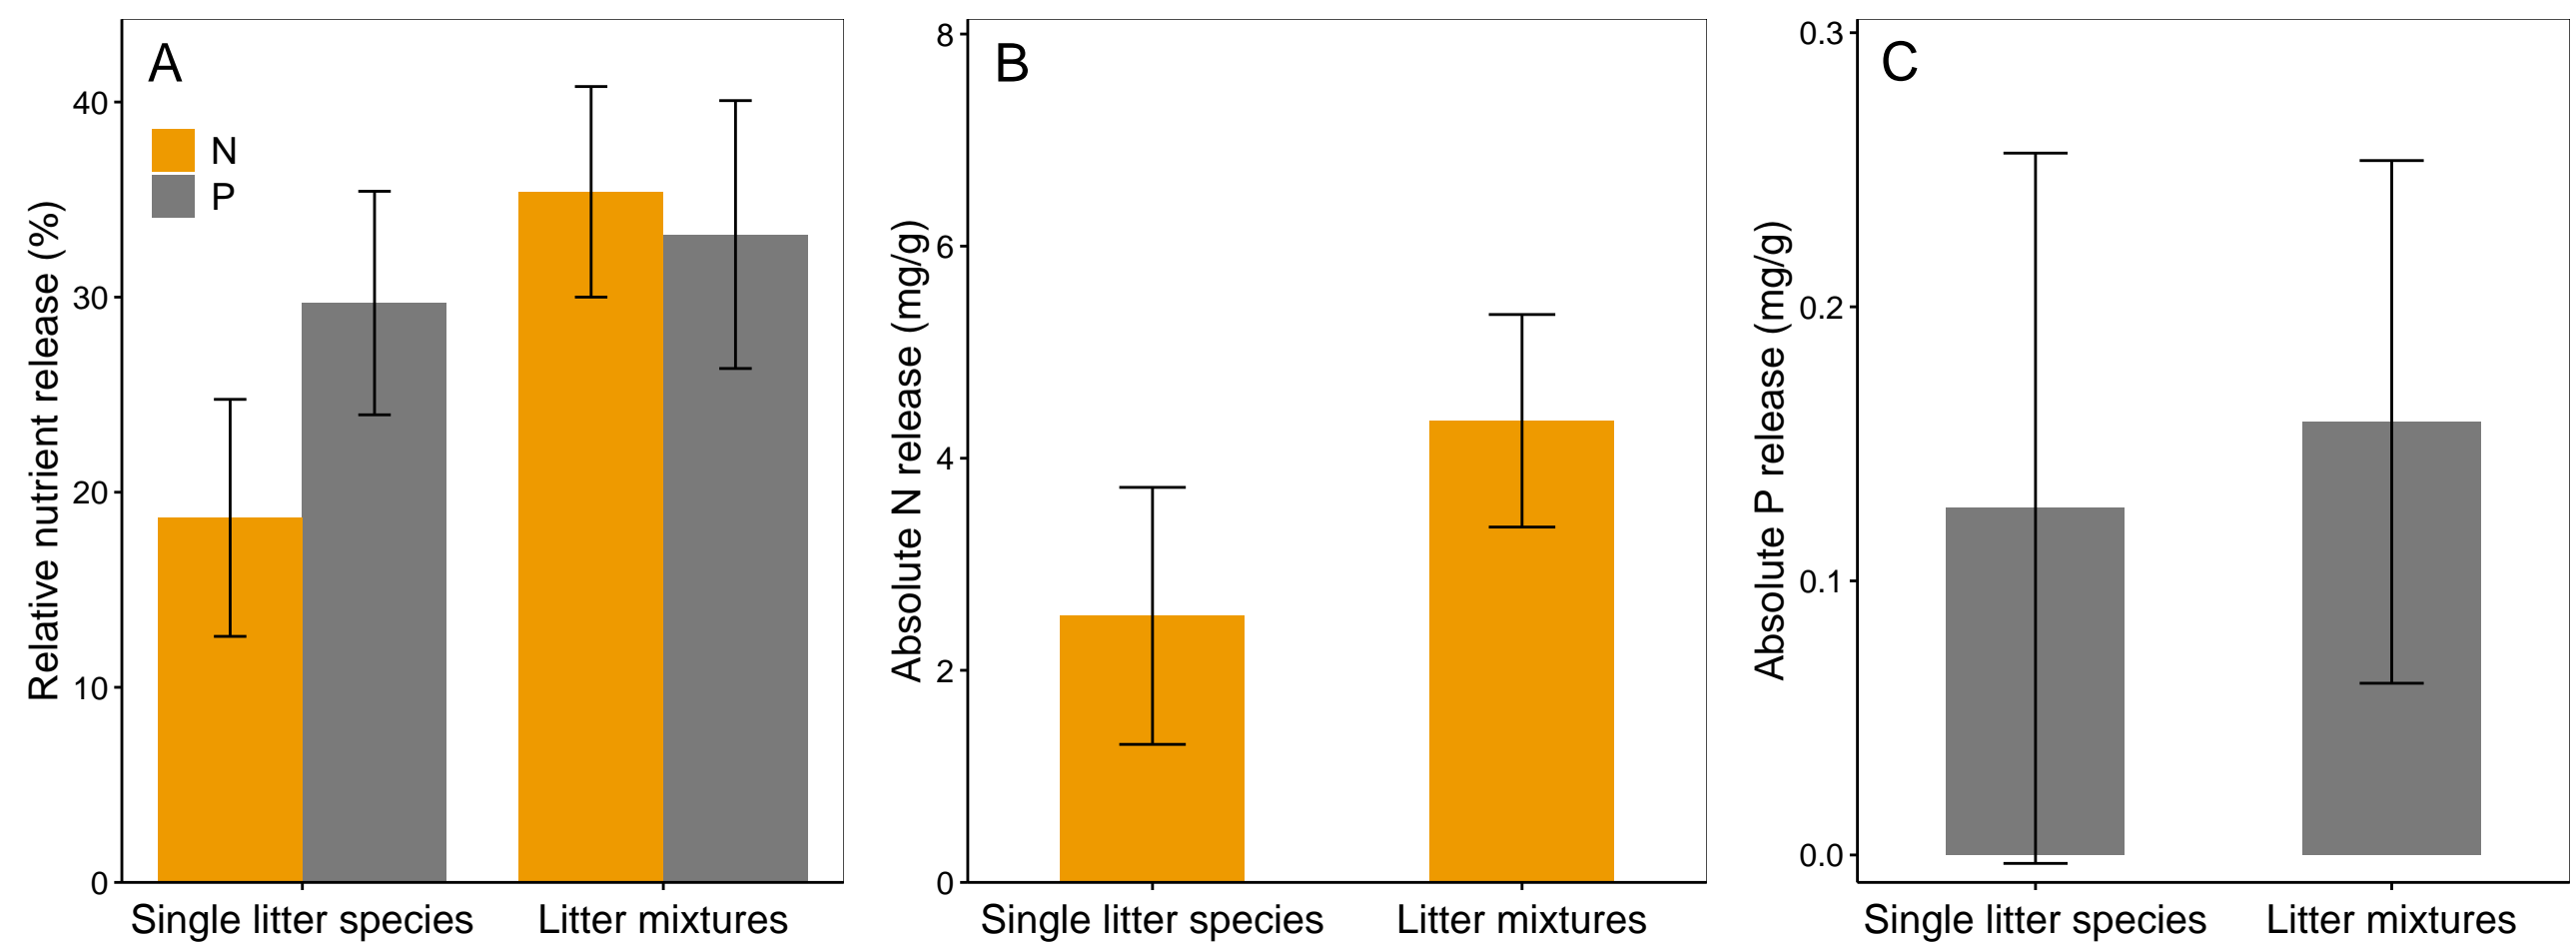 A
N
P
Relative nutrient release (%)
40
30
20
10
0
Single litter species
Litter mixtures
B
Absolute N release (mg/g)
8
6
4
2
0
Single litter species
Litter mixtures
C
Absolute P release (mg/g)
0.3
0.2
0.1
0.0
Single litter species
Litter mixtures